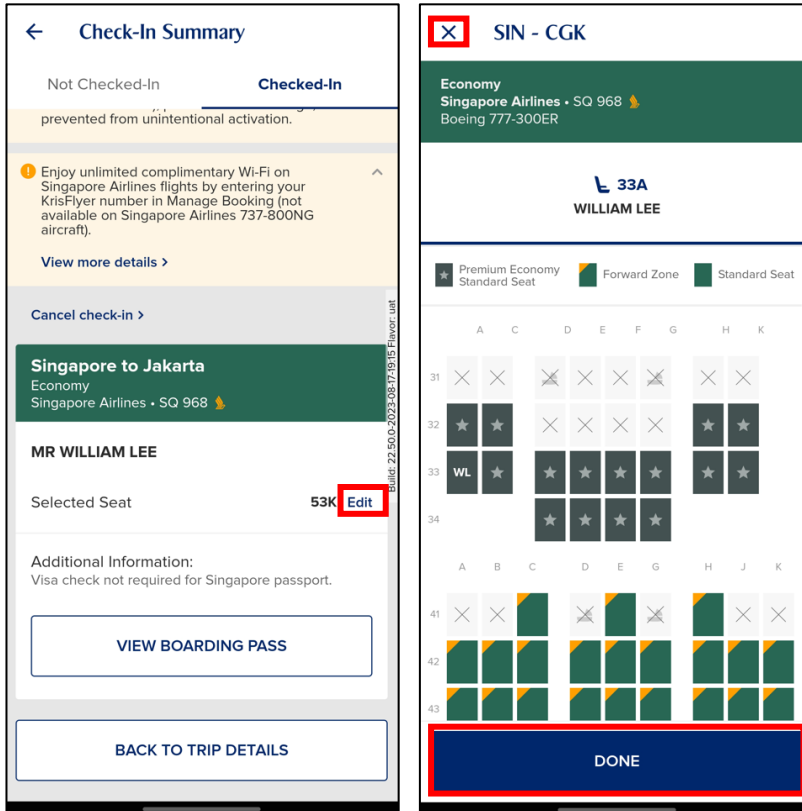 Check-In Summary
Not Checked-In
Checked-In
prevented from unintentional activation.
Enjoy unlimited complimentary Wi-Fi on
Singapore Airlines flights by entering your
KrisFlyer number in Manage Booking (not
available on Singapore Airlines 737-800NG
aircraft).
View more details >
Cancel check-in >
Build: 22.50.0-2023-08-17-19:15 Flavor: uat
Singapore to Jakarta
Economy
Singapore Airlines • SQ 968
MR WILLIAM LEE
Selected Seat 53K Edit
Additional Information:
Visa check not required for Singapore passport.
VIEW BOARDING PASS
BACK TO TRIP DETAILS
SIN - CGK
Economy
Singapore Airlines • SQ 968
Boeing 777-300ER
33A
WILLIAM LEE
Premium Economy
Standard Seat
Forward Zone
Standard Seat
A C D E F G H K
31
32
33 WL
34
A B C D E G H J K
41
42
43
DONE